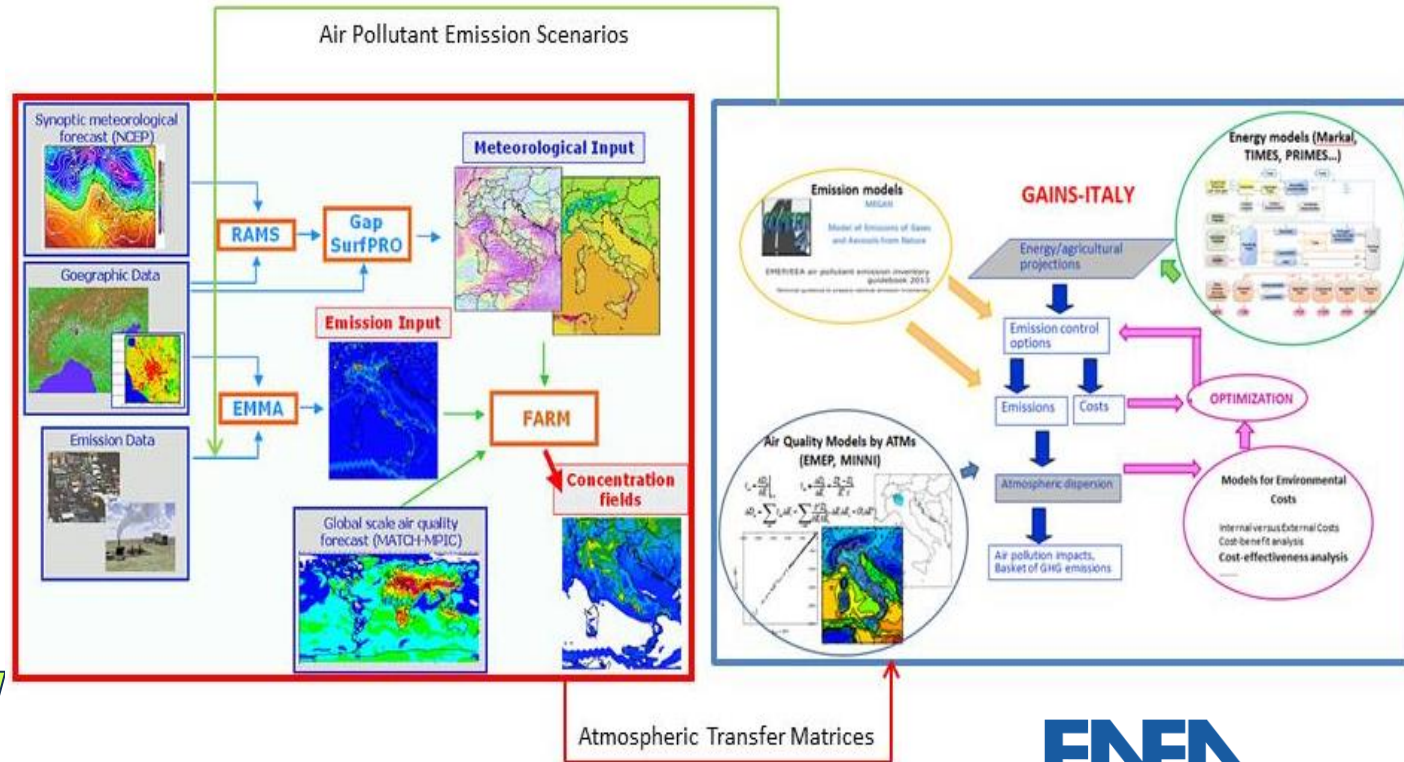 Air Pollutant Emission Scenarios
Synoptic meteorological
forecast (NCEP)
Goegraphic Data
Emission Data
RAMS
Gap
SurfPRO
Meteorological Input
Emission Input
EMMA
FARM
Concentration
fields
Global scale air quality
forecast (MATCH-MPIC)
Emission models
MEGAN
Model of Emissions of Gases
and Aerosols from Nature
EMEP/EEA air pollutant emission inventory
guidebook 2013
GAINS-ITALY
Energy models (Markal,
TIMES, PRIMES...)
Energy/agricultural
projections
Emission control
options
Emissions
Costs
OPTIMIZATION
Air Quality Models by ATMs
(EMEP, MINNI)
Atmospheric dispersion
Air pollution impacts,
Basket of GHG emissions
Models for Environmental
Costs
Internal versus External Costs
Cost-benefit analysis
Cost-effectiveness analysis
Atmospheric Transfer Matrices
ENEA